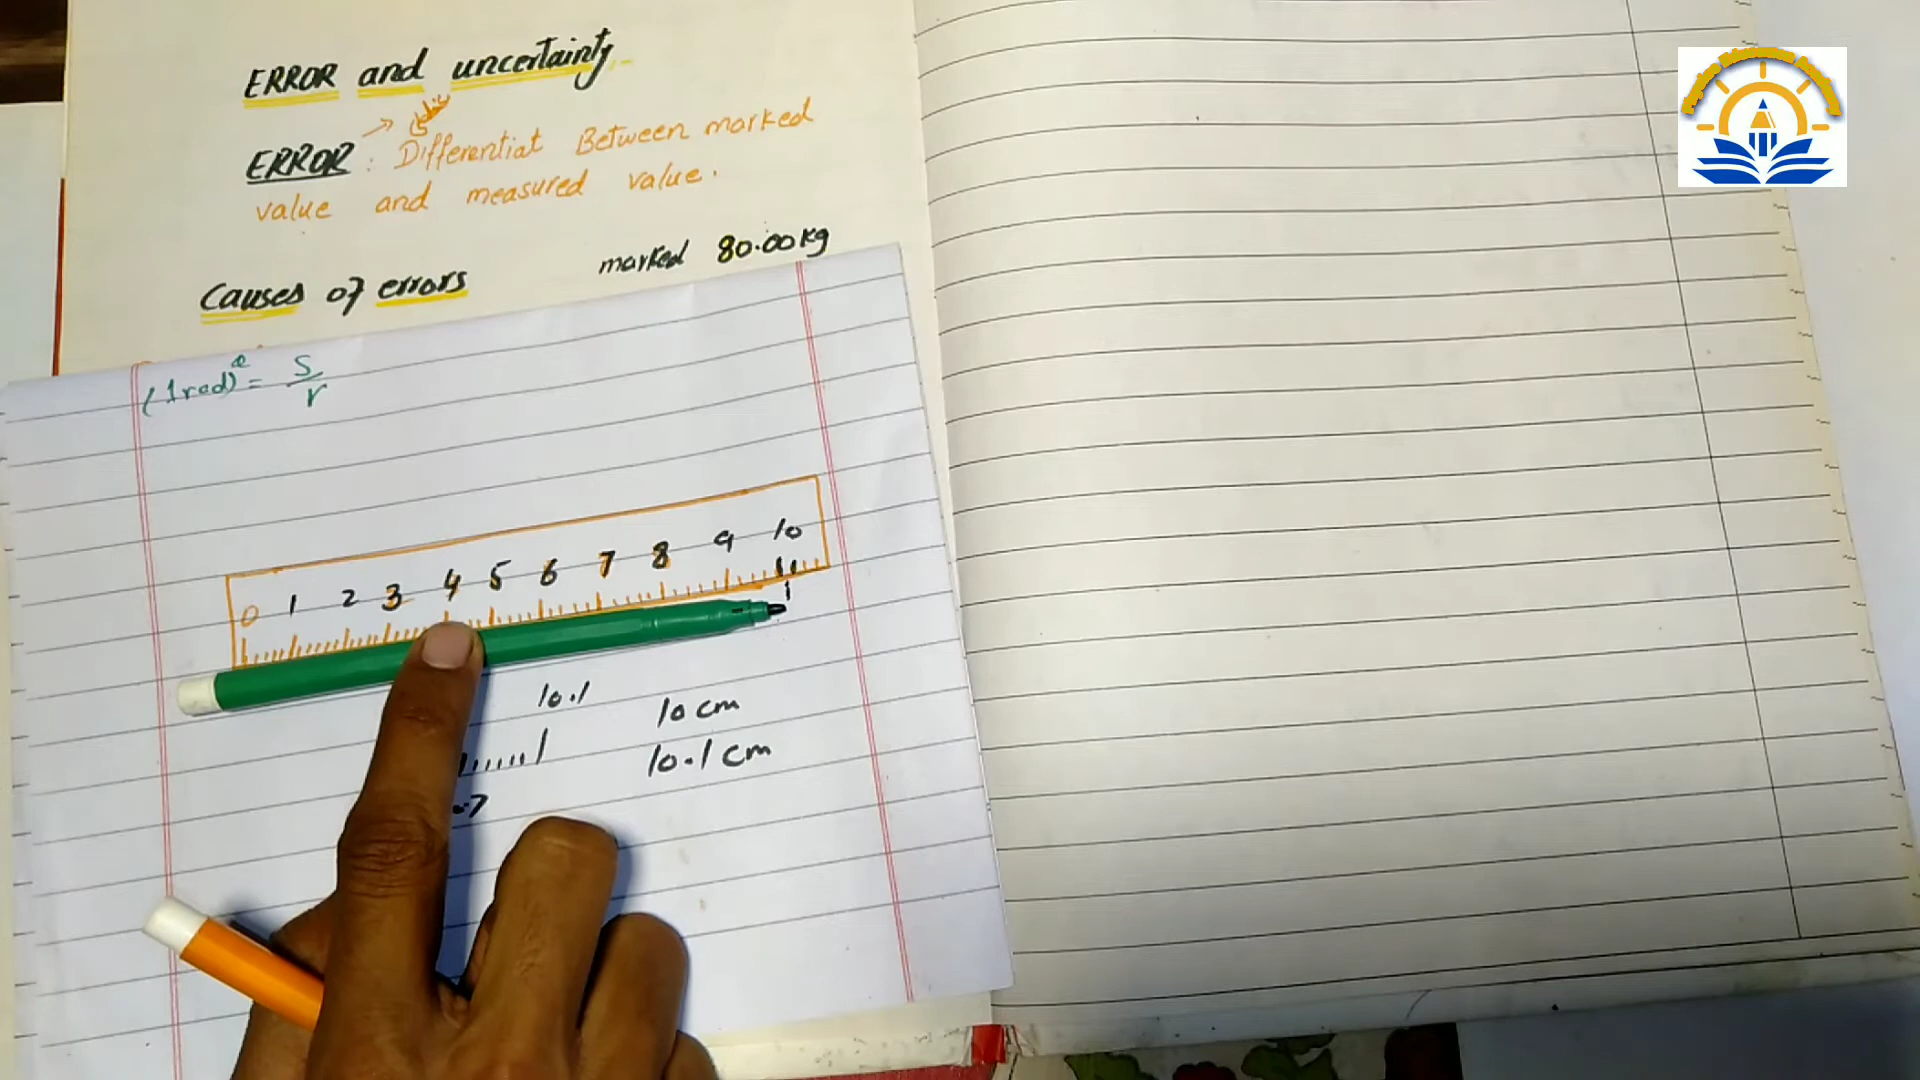 ERROR and uncertainty
ERROR : Differentiat Between marked
value and measured value.
marked 80.00kg
Causes of errors
(1rad) = S
r
0 1 2 3 4 5 6 7 8 9 10
10.1
10 cm
10.1 cm